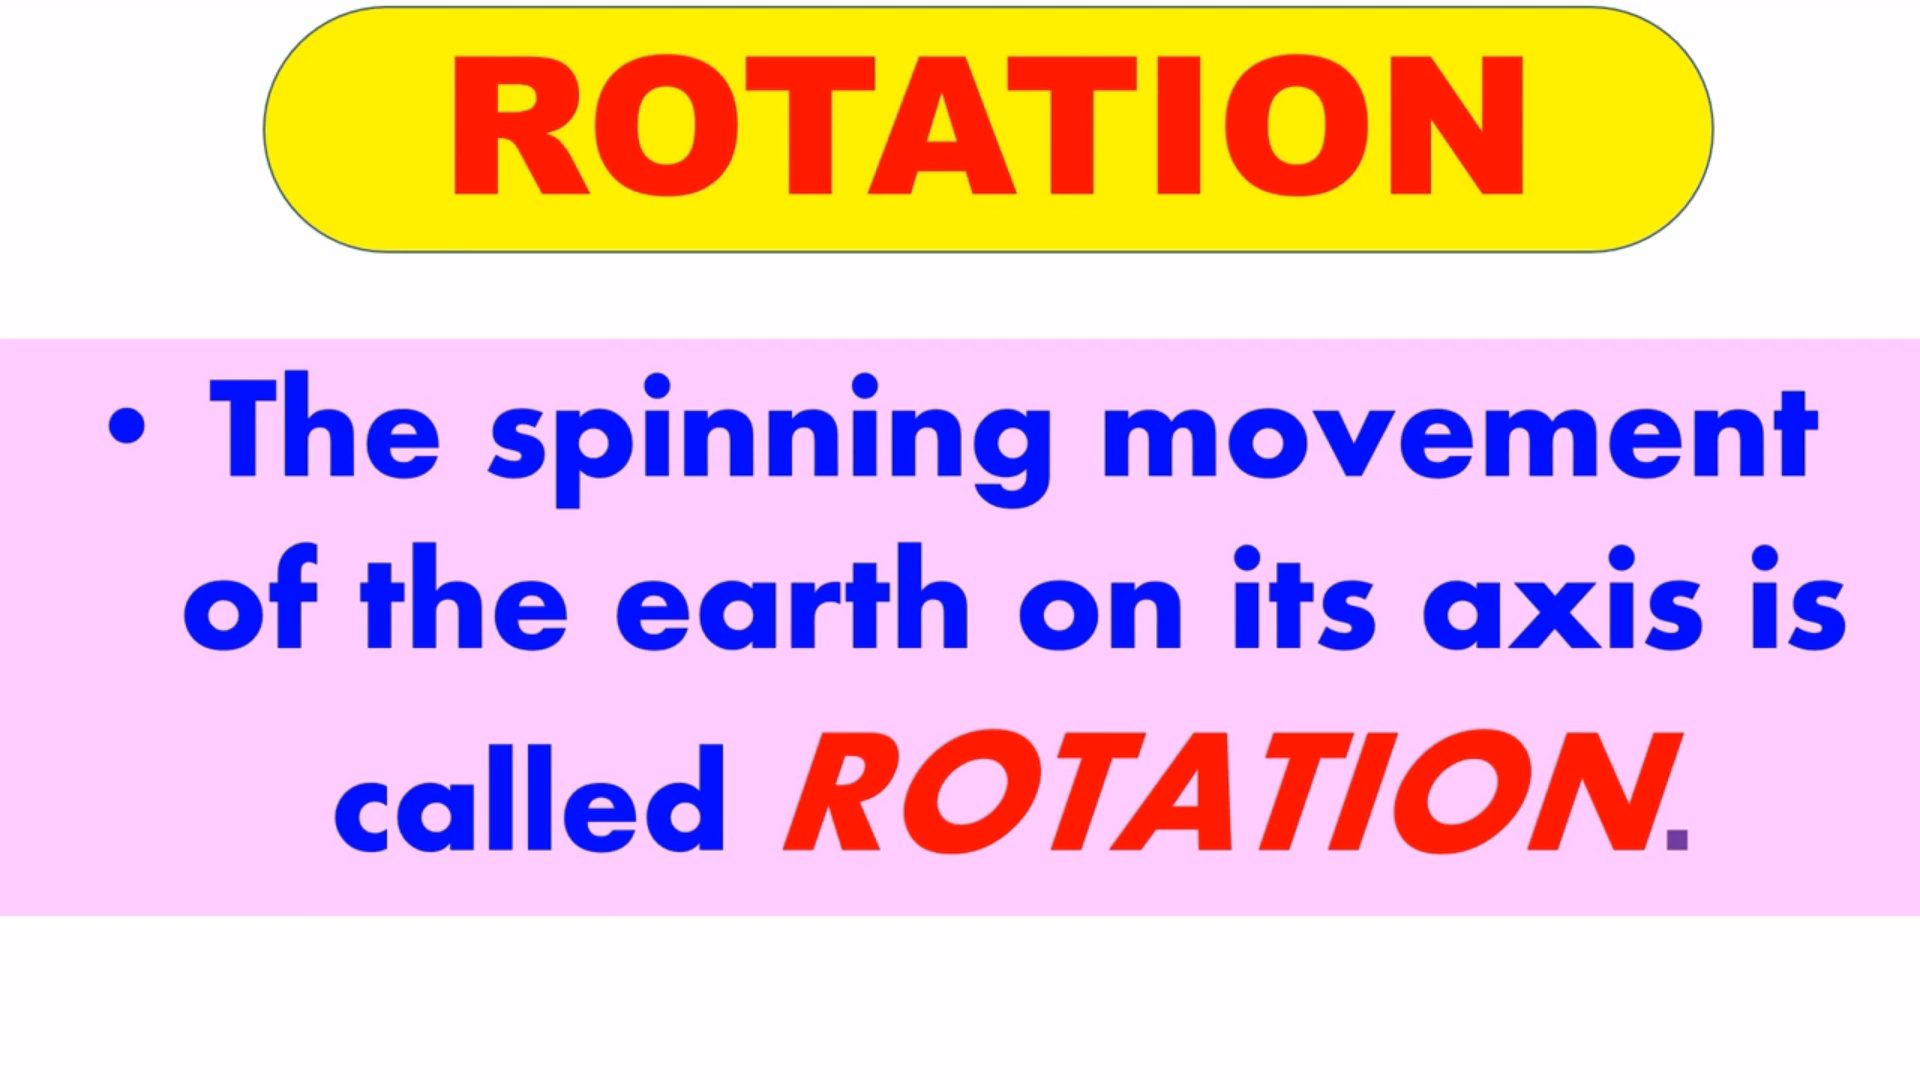 ROTATION
• The spinning movement
of the earth on its axis is
called ROTATION.